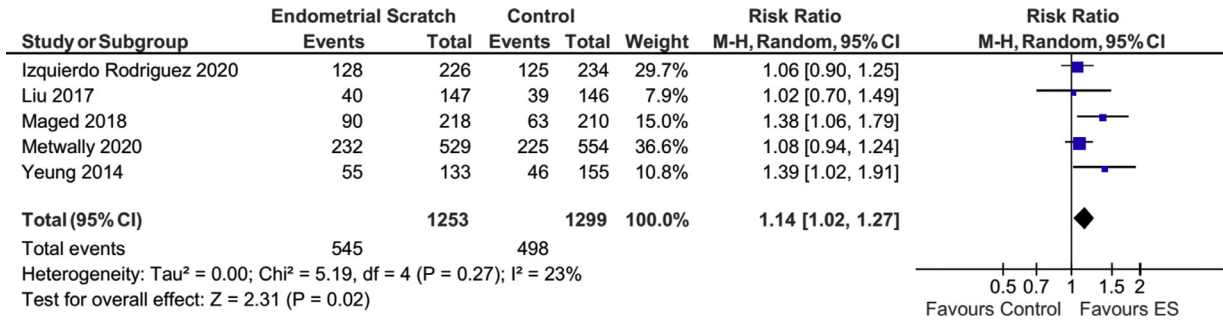 Endometrial Scratch Control Risk Ratio Risk Ratio
Study or Subgroup Events Total Events Total Weight M-H, Random, 95% CI M-H, Random, 95% CI
Izquierdo Rodriguez 2020 128 226 125 234 29.7% 1.06 [0.90, 1.25]
Liu 2017 40 147 39 146 7.9% 1.02 [0.70, 1.49]
Maged 2018 90 218 63 210 15.0% 1.38 [1.06, 1.79]
Metwally 2020 232 529 225 554 36.6% 1.08 [0.94, 1.24]
Yeung 2014 55 133 46 155 10.8% 1.39 [1.02, 1.91]
Total (95% CI) 1253 1299 100.0% 1.14 [1.02, 1.27]
Total events 545 498
Heterogeneity: Tau² = 0.00; Chi² = 5.19, df = 4 (P = 0.27); I² = 23%
Test for overall effect: Z = 2.31 (P = 0.02)
0.5 0.7 1 1.5 2
Favours Control Favours ES